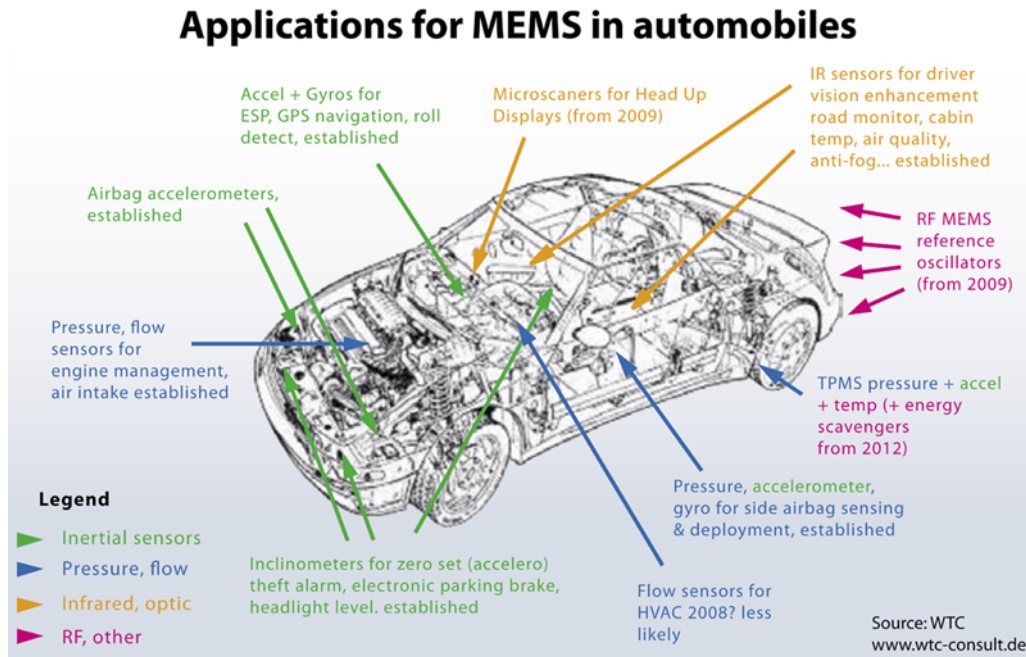 Applications for MEMS in automobiles
Accel + Gyros for
ESP, GPS navigation, roll
detect, established
Microscaners for Head Up
Displays (from 2009)
IR sensors for driver
vision enhancement
road monitor, cabin
temp, air quality,
anti-fog... established
Airbag accelerometers,
established
RF MEMS
reference
oscillators
(from 2009)
Pressure, flow
sensors for
engine management,
air intake established
TPMS pressure + accel
+ temp (+ energy
scavengers
from 2012)
Pressure, accelerometer,
gyro for side airbag sensing
& deployment, established
Inclinometers for zero set (accelero)
theft alarm, electronic parking brake,
headlight level. established
Flow sensors for
HVAC 2008? less
likely
Legend
Inertial sensors
Pressure, flow
Infrared, optic
RF, other
Source: WTC
www.wtc-consult.de